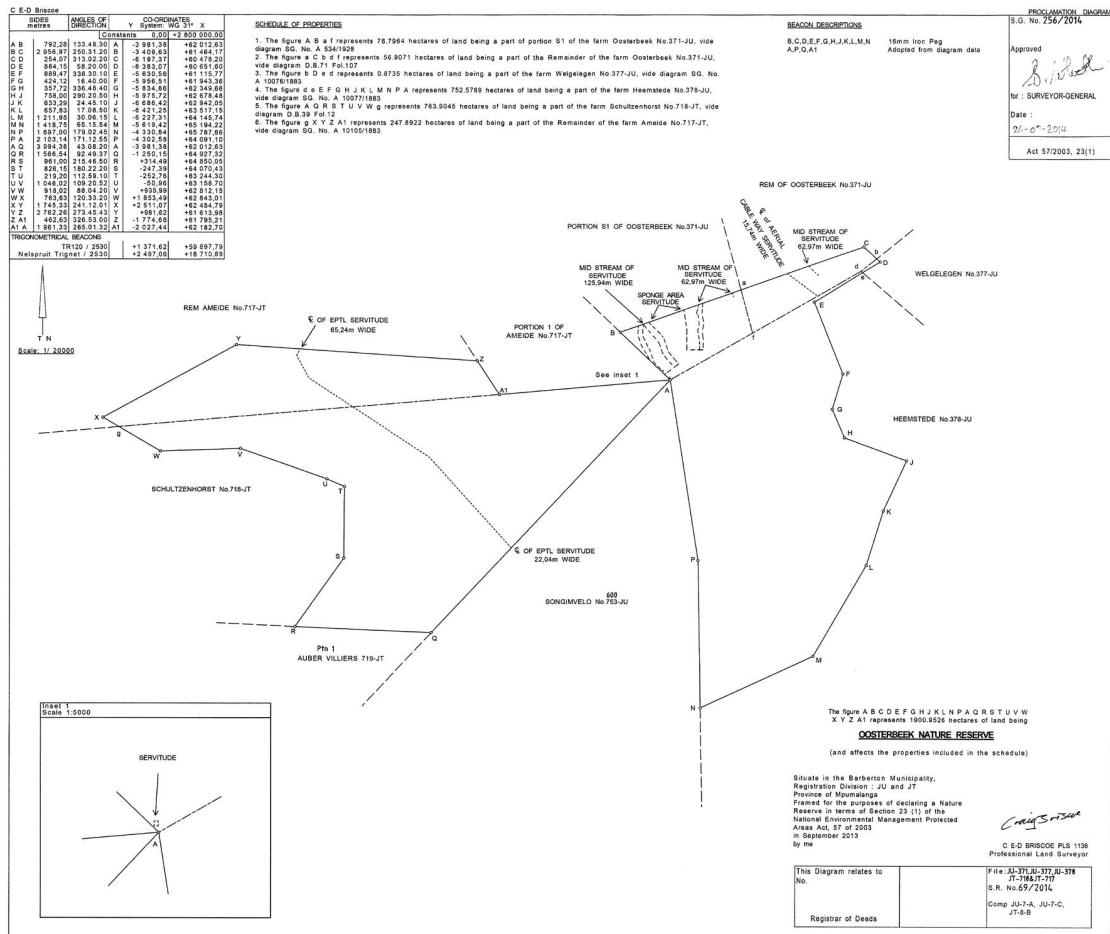 C E-D Briscoe
SIDES metres ANGLES OF DIRECTION CO-ORDINATES Y System: WG 31° X
Constants 0,00 +2 800 000,00
A B 792,28 133.48.30 A -3 981,38 +62 012,63
B C 2 956,97 250.31.20 B -3 409,63 +61 464,17
C D 254,07 313.02.20 C -6 197,37 +60 478,20
D E 884,15 58.20.00 D -6 383,07 +60 651,60
E F 889,47 338.30.10 E -5 630,56 +61 115,77
F G 424,12 16.40.00 F -5 956,51 +61 943,36
G H 357,72 336.46.40 G -5 834,86 +62 349,66
H J 758,00 290.20.50 H -5 975,72 +62 678,48
J K 633,29 24.45.10 J -6 686,42 +62 942,05
K L 657,83 17.08.50 K -6 421,25 +63 517,15
L M 1 211,95 30.06.15 L -6 227,31 +64 145,74
M N 1 418,75 65.15.54 M -5 619,42 +65 194,22
N P 1 697,00 179.02.45 N -4 330,84 +65 787,86
P A 2 103,14 171.12.55 P -4 302,58 +64 091,10
A Q 3 994,38 43.08.20 A -3 981,38 +62 012,63
Q R 1 566,54 92.49.37 Q -1 250,15 +64 927,32
R S 961,00 215.46.50 R +314,49 +64 850,05
S T 826,15 180.22.20 S -247,39 +64 070,43
T U 219,20 112.59.10 T -252,76 +63 244,30
U V 1 046,02 109.20.52 U -50,96 +63 158,70
V W 918,02 88.04.20 V +935,99 +62 812,15
W X 763,63 120.33.20 W +1 853,49 +62 843,01
X Y 1 745,33 241.12.01 X +2 511,07 +62 454,79
Y Z 2 762,26 273.45.43 Y +981,62 +61 613,98
Z A1 462,63 326.53.00 Z -1 774,68 +61 795,21
A1 A 1 961,33 265.01.32 A1 -2 027,44 +62 182,70
TRIGONOMETRICAL BEACONS
TR120 / 2530 +1 371,62 +59 897,79
Nelspruit Trignet / 2530 +2 497,06 +18 710,89
SCHEDULE OF PROPERTIES
1. The figure A B a f represents 78.7964 hectares of land being a part of portion S1 of the farm Oosterbeek No.371-JU, vide
diagram SG. No. A 534/1928
2. The figure a C b d f represents 56.9071 hectares of land being a part of the Remainder of the farm Oosterbeek No.371-JU,
vide diagram D.B.71 Fol.107
3. The figure b D e d represents 0.8735 hectares of land being a part of the farm Welgelegen No.377-JU, vide diagram SG. No.
A 10076/1883
4. The figure d e E F G H J K L M N P A represents 752.5789 hectares of land being a part of the farm Heemstede No.378-JU,
vide diagram SG. No. A 10077/1883
5. The figure A Q R S T U V W g represents 763.9045 hectares of land being a part of the farm Schultzenhorst No.718-JT, vide
diagram D.B.39 Fol.12
6. The figure g X Y Z A1 represents 247.8922 hectares of land being a part of the Remainder of the farm Ameide No.717-JT,
vide diagram SG. No. A 10105/1883
BEACON DESCRIPTIONS
B,C,D,E,F,G,H,J,K,L,M,N 16mm Iron Peg
A,P,Q,A1 Adopted from diagram data
PROCLAMATION DIAGRAM
S.G. No. 256/2014
Approved
for : SURVEYOR-GENERAL
Date :
Act 57/2003, 23(1)
REM OF OOSTERBEEK No.371-JU
PORTION S1 OF OOSTERBEEK No.371-JU
℄ of AERIAL
CABLE WAY SERVITUDE
15,74m WIDE
MID STREAM OF
SERVITUDE
62,97m WIDE
C
b
D
d
e
WELGELEGEN No.377-JU
MID STREAM OF
SERVITUDE
125,94m WIDE
MID STREAM OF
SERVITUDE
62,97m WIDE
a
SPONGE AREA
SERVITUDE
E
T N
Scale: 1/ 20000
REM AMEIDE No.717-JT
℄ OF EPTL SERVITUDE
65,24m WIDE
PORTION 1 OF
AMEIDE No.717-JT
B
f
Y
Z
See inset 1
A1
A
F
G
H
HEEMSTEDE No.378-JU
X
g
W
V
J
SCHULTZENHORST No.718-JT
U
T
K
S
℄ OF EPTL SERVITUDE
22,04m WIDE
P
L
600
SONGIMVELO No.753-JU
R
Q
Ptn 1
AUBER VILLIERS 719-JT
M
N
Inset 1
Scale 1:5000
SERVITUDE
A
The figure A B C D E F G H J K L N P A Q R S T U V W
X Y Z A1 represents 1900.9526 hectares of land being
OOSTERBEEK NATURE RESERVE
(and affects the properties included in the schedule)
Situate in the Barberton Municipality,
Registration Division : JU and JT
Province of Mpumalanga
Framed for the purposes of declaring a Nature
Reserve in terms of Section 23 (1) of the
National Environmental Management Protected
Areas Act, 57 of 2003
in September 2013
by me
Craig Briscoe
C E-D BRISCOE PLS 1136
Professional Land Surveyor
This Diagram relates to
No.
Registrar of Deeds
File: JU-371,JU-377,JU-378
JT-718&JT-717
S.R. No.69/2014
Comp JU-7-A, JU-7-C,
JT-8-B